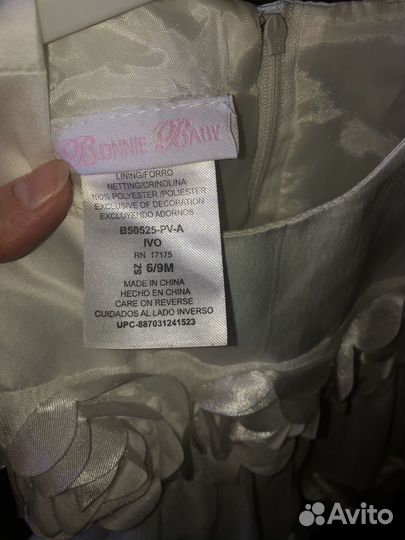 BONNIE BABY
LINING/FORRO
NETTING/CRINOLINA
100% POLYESTER/POLIESTER
EXCLUSIVE OF DECORATION
EXCLUYENDO ADORNOS
B50525-PV-A
IVO
RN 17175
SZ 6/9M
MADE IN CHINA
HECHO EN CHINA
CARE ON REVERSE
CUIDADOS AL LADO INVERSO
UPC-887031241523
Avito